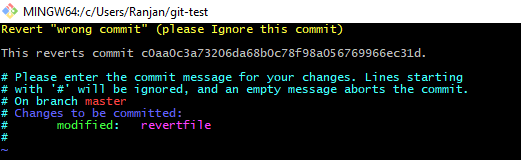 MINGW64:/c/Users/Ranjan/git-test
Revert "wrong commit" (please Ignore this commit)
This reverts commit c0aa0c3a73206da68b0c78f98a056769966ec31d.
# Please enter the commit message for your changes. Lines starting
# with '#' will be ignored, and an empty message aborts the commit.
# On branch master
# Changes to be committed:
#       modified:   revertfile
#
~